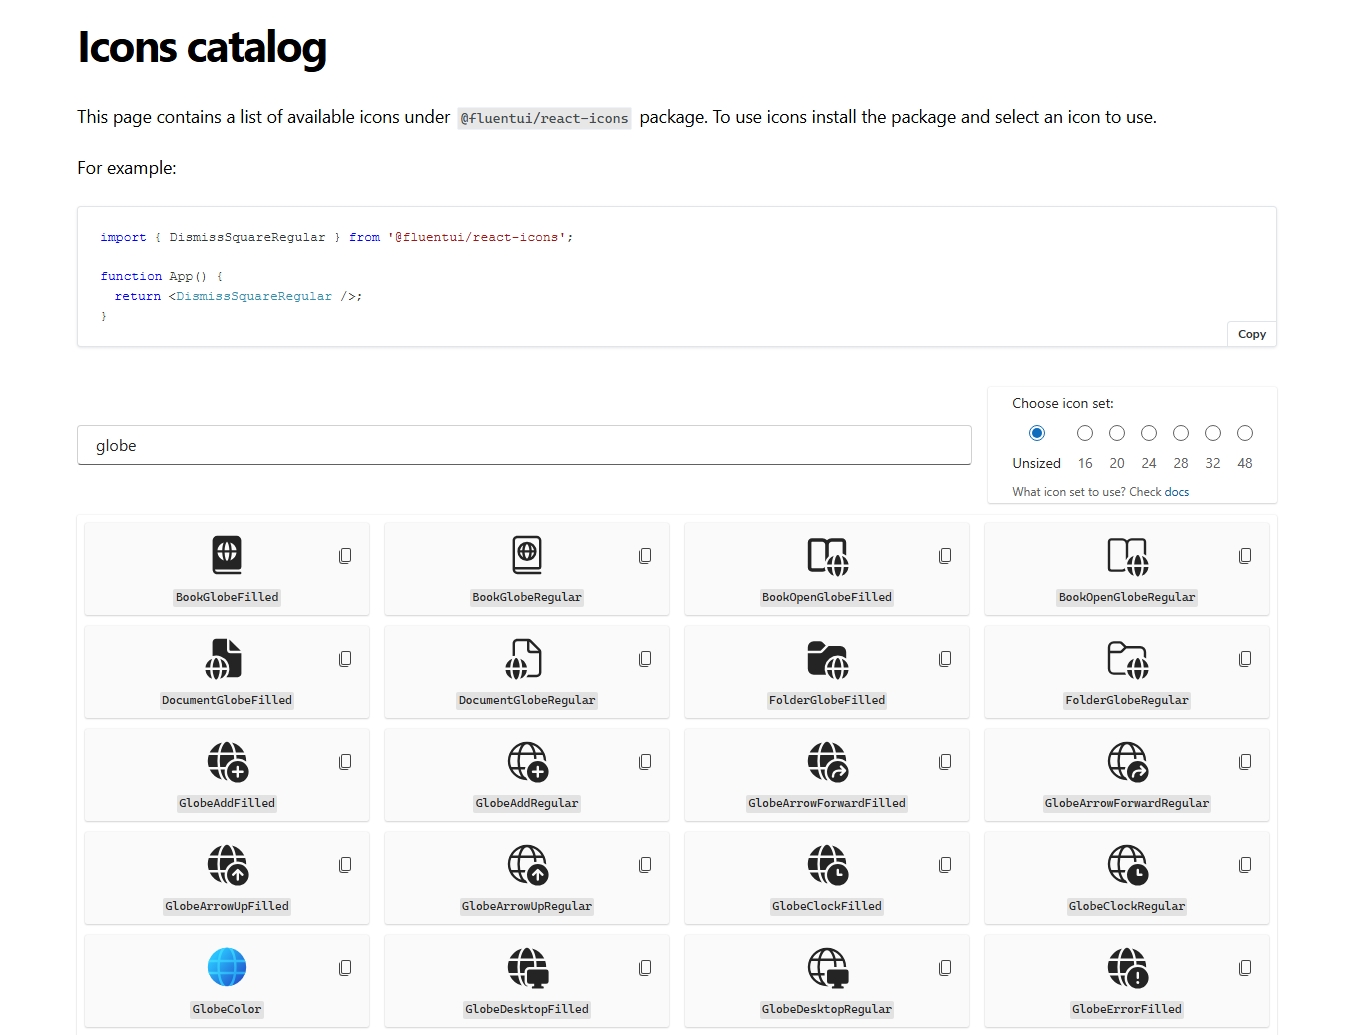 Icons catalog
This page contains a list of available icons under @fluentui/react-icons package. To use icons install the package and select an icon to use.
For example:
import { DismissSquareRegular } from '@fluentui/react-icons';
function App() {
return <DismissSquareRegular />;
}
Copy
Choose icon set:
globe
Unsized 16 20 24 28 32 48
What icon set to use? Check docs
BookGlobeFilled BookGlobeRegular BookOpenGlobeFilled BookOpenGlobeRegular
DocumentGlobeFilled DocumentGlobeRegular FolderGlobeFilled FolderGlobeRegular
GlobeAddFilled GlobeAddRegular GlobeArrowForwardFilled GlobeArrowForwardRegular
GlobeArrowUpFilled GlobeArrowUpRegular GlobeClockFilled GlobeClockRegular
GlobeColor GlobeDesktopFilled GlobeDesktopRegular GlobeErrorFilled